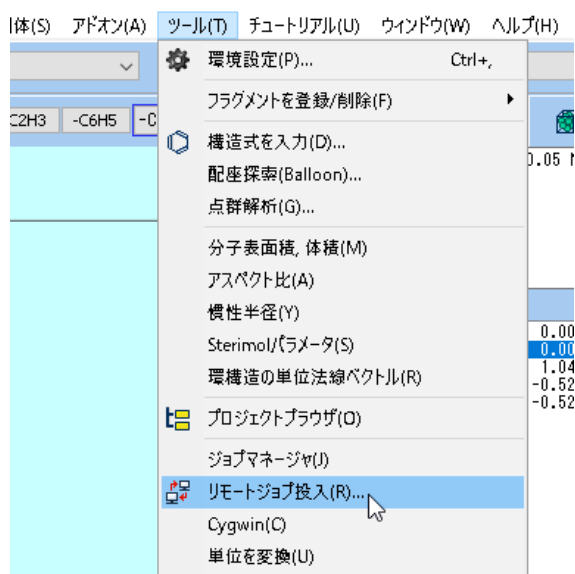 体(S) アドオン(A) ツール(T) チュートリアル(U) ウィンドウ(W) ヘルプ(H)
環境設定(P)... Ctrl+,
フラグメントを登録/削除(F)
C2H3 -C6H5 -C
構造式を入力(D)...
0.05
配座探索(Balloon)...
点群解析(G)...
分子表面積, 体積(M)
アスペクト比(A)
慣性半径(Y)
0.00
Sterimolパラメータ(S)
0.00
1.04
環構造の単位法線ベクトル(R)
-0.52
-0.52
プロジェクトブラウザ(O)
ジョブマネージャ(J)
リモートジョブ投入(R)...
Cygwin(C)
単位を変換(U)